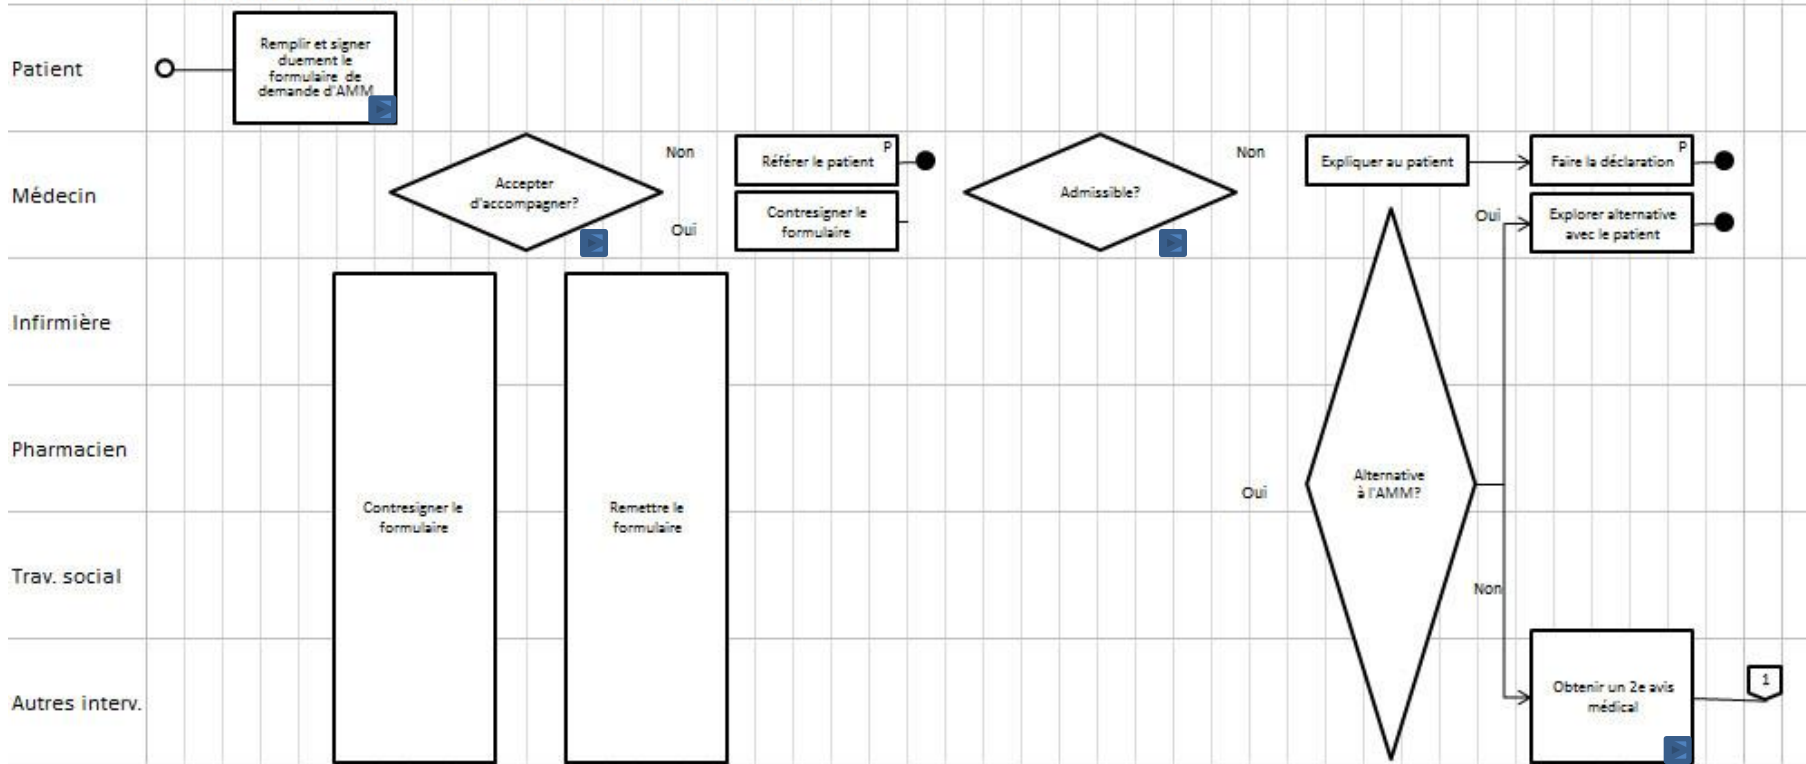 Patient
Remplir et signer
duement le
formulaire de
demande d'AMM
Médecin
Accepter
d'accompagner?
Non
Oui
Référer le patient
P
Contresigner le
formulaire
Admissible?
Non
Expliquer au patient
Faire la déclaration
P
Oui
Explorer alternative
avec le patient
Infirmière
Pharmacien
Trav. social
Autres interv.
Contresigner le
formulaire
Remettre le
formulaire
Oui
Alternative
à l'AMM?
Non
Obtenir un 2e avis
médical
1